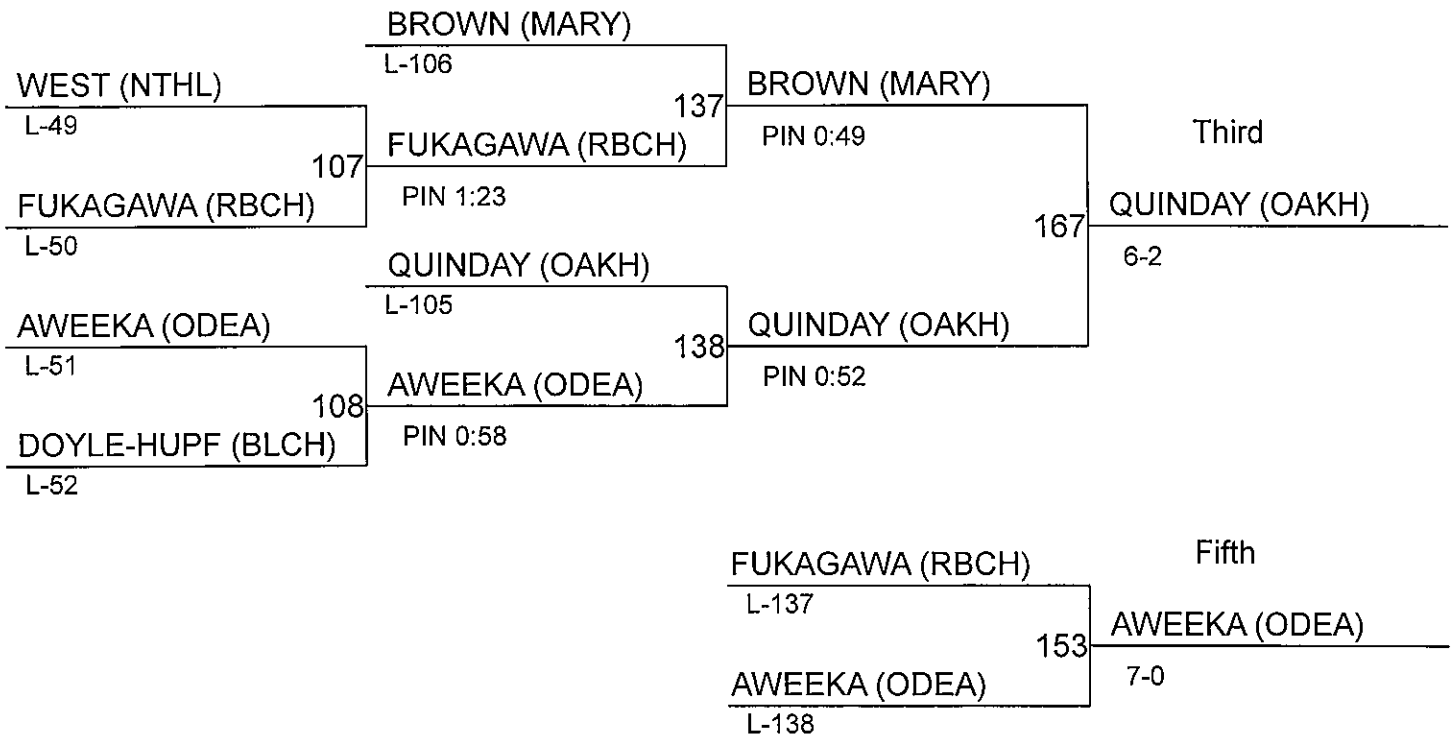 BROWN (MARY)
L-106
WEST (NTHL)
L-49
137
BROWN (MARY)
PIN 0:49
Third
107
FUKAGAWA (RBCH)
PIN 1:23
FUKAGAWA (RBCH)
L-50
167
QUINDAY (OAKH)
6-2
QUINDAY (OAKH)
L-105
AWEEKA (ODEA)
L-51
138
QUINDAY (OAKH)
PIN 0:52
108
AWEEKA (ODEA)
PIN 0:58
DOYLE-HUPF (BLCH)
L-52
Fifth
FUKAGAWA (RBCH)
L-137
153
AWEEKA (ODEA)
7-0
AWEEKA (ODEA)
L-138